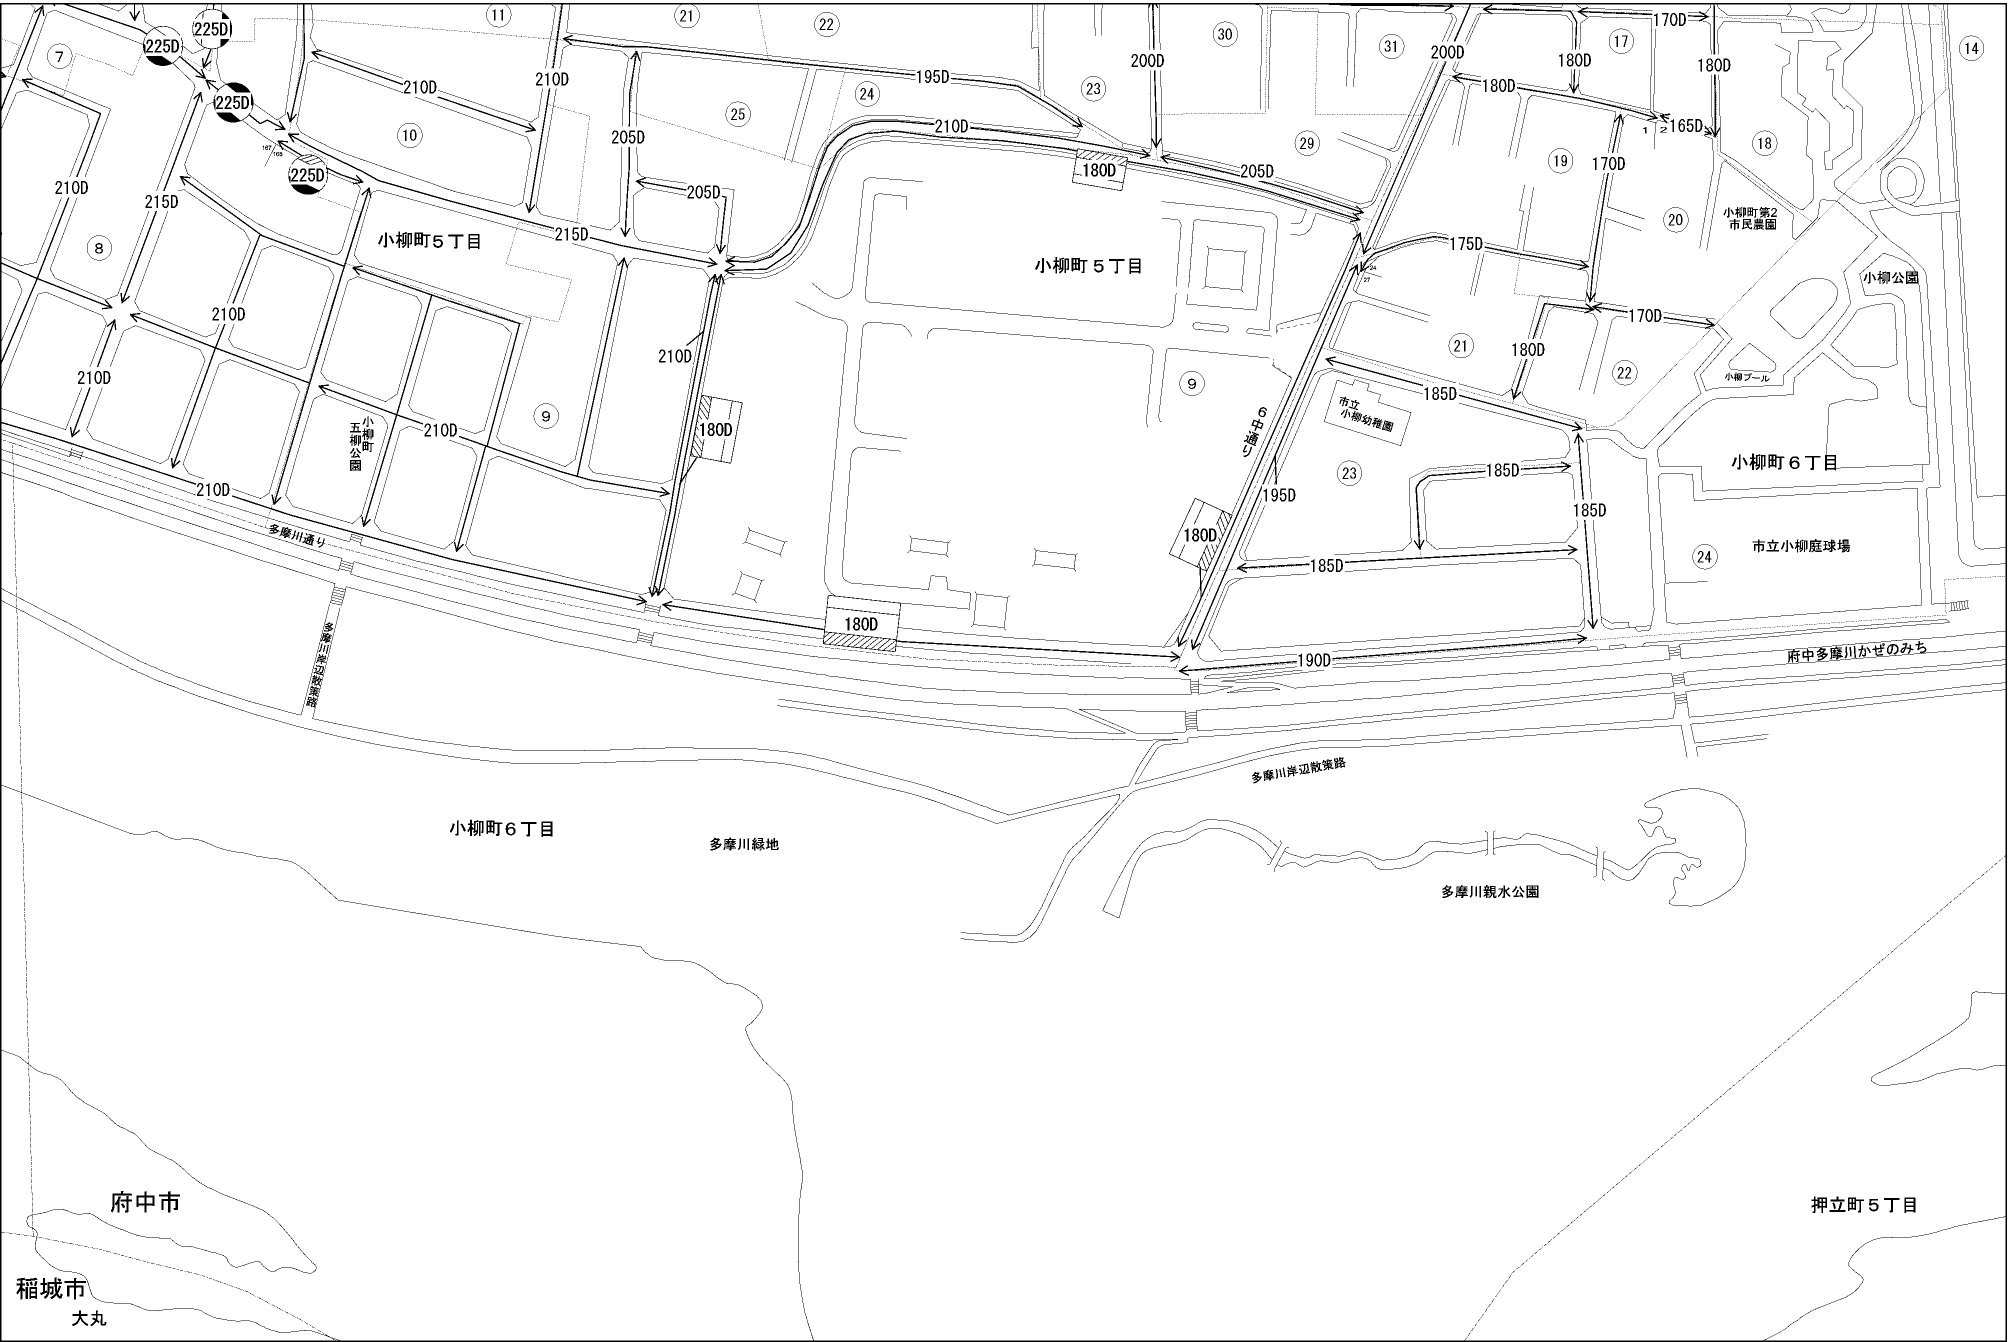 ⑪
㉑
㉒
㉚
㉛
⑰
⑭
170D
225D
225D
⑦
210D
210D
195D
200D
㉓
200D
180D
180D
180D
225D
⑩
205D
㉕
㉔
210D
㉙
165D
1 2
⑱
167
168
225D
210D
215D
205D
205D
⑲
170D
⑳
小柳町第2
市民農園
⑧
小柳町5丁目
215D
小柳町5丁目
175D
24
27
小柳公園
210D
210D
170D
㉑
180D
㉒
小柳プール
210D
⑨
⑨
185D
市立
小柳幼稚園
小柳町
五柳公園
210D
180D
6中通り
小柳町6丁目
㉓
185D
210D
195D
185D
多摩川通り
180D
185D
㉔
市立小柳庭球場
180D
190D
府中多摩川かぜのみち
多摩川岸辺散策路
多摩川岸辺散策路
小柳町6丁目
多摩川緑地
多摩川親水公園
府中市
押立町5丁目
稲城市
大丸